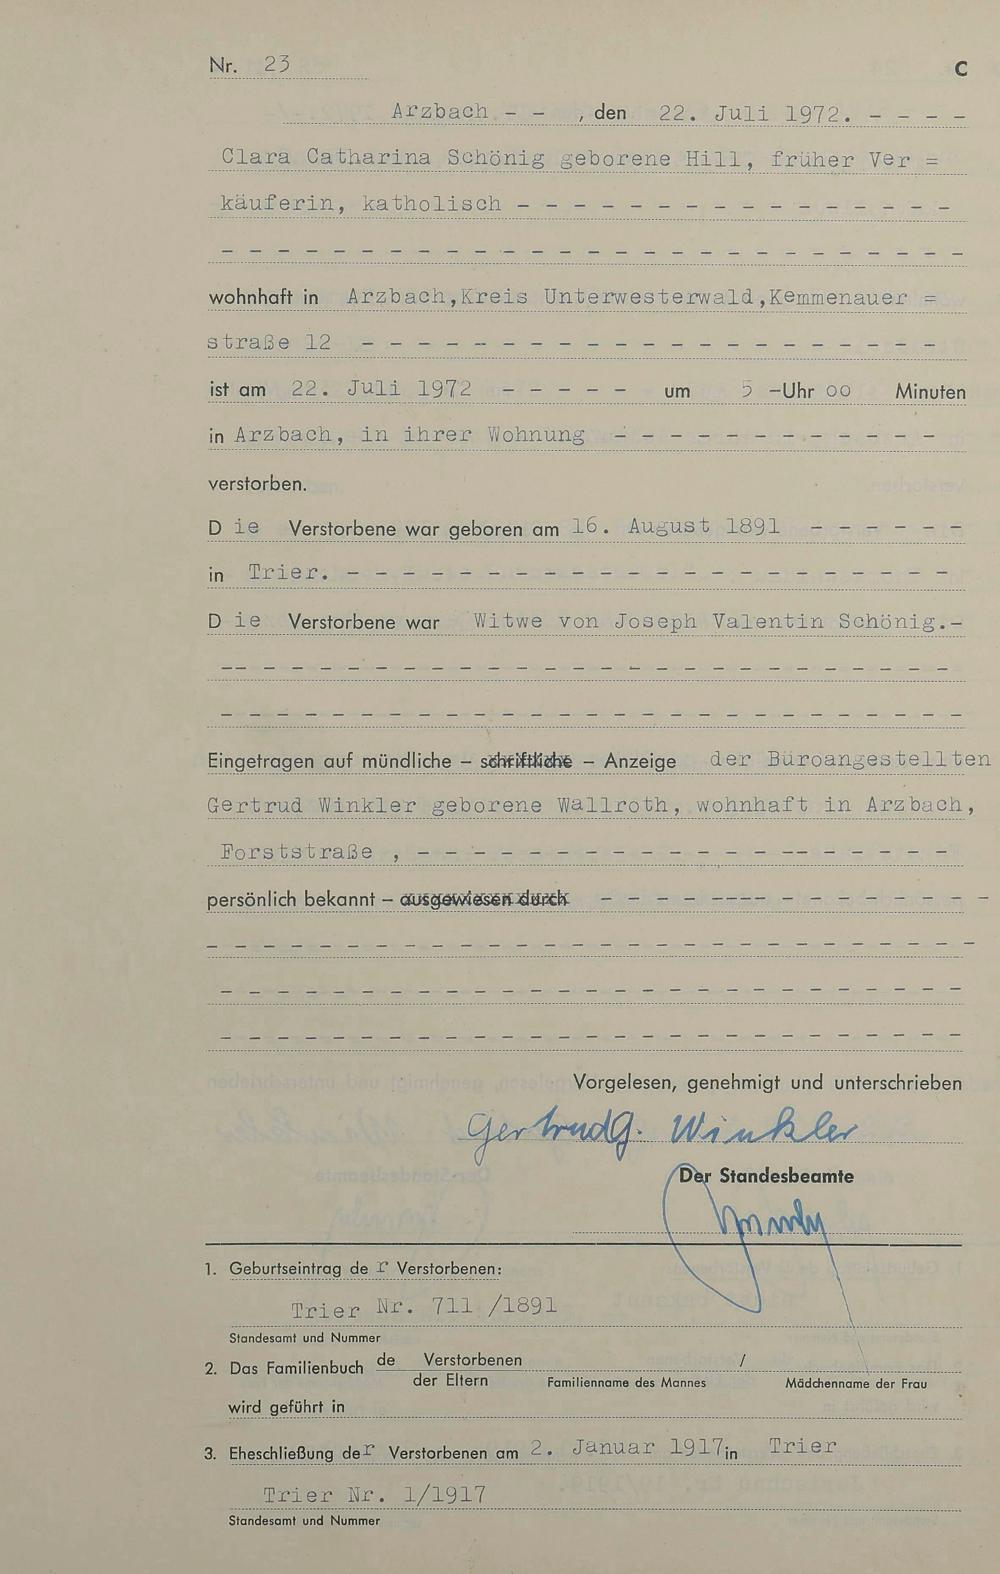 Nr. 23 C
Arzbach - - , den 22. Juli 1972. - - - -
Clara Catharina Schönig geborene Hill, früher Ver =
käuferin, katholisch - - - - - - - - - - - - - - - -
- - - - - - - - - - - - - - - - - - - - - - - - - - -
wohnhaft in Arzbach,Kreis Unterwesterwald,Kemmenauer =
straße 12 - - - - - - - - - - - - - - - - - - - - -
ist am 22. Juli 1972 - - - - - um 5 -Uhr oo Minuten
in Arzbach, in ihrer Wohnung - - - - - - - - - - - -
verstorben.
D ie Verstorbene war geboren am 16. August 1891 - - - - - -
in Trier. - - - - - - - - - - - - - - - - - - - - - -
D ie Verstorbene war Witwe von Joseph Valentin Schönig.-
-- - - - - - - - - - - - - - - - - - - - - - - - - -
- - - - - - - - - - - - - - - - - - - - - - - - - - -
Eingetragen auf mündliche – schriftliche – Anzeige der Büroangestellten
Gertrud Winkler geborene Wallroth, wohnhaft in Arzbach,
Forststraße , - - - - - - - - - - - - -- - - - - - -
persönlich bekannt – ausgewiesen durch - - - - ---- - - - - - - - -
- - - - - - - - - - - - - - - - - - - - - - - - - - - -
- - - - - - - - - - - - - - - - - - - - - - - - - - -
- - - - - - - - - - - - - - - - - - - - - - - - - - -
Vorgelesen, genehmigt und unterschrieben
Gertrud G. Winkler
Der Standesbeamte
1. Geburtseintrag de r Verstorbenen:
Trier Nr. 711 /1891
Standesamt und Nummer
2. Das Familienbuch de Verstorbenen /
der Eltern Familienname des Mannes Mädchenname der Frau
wird geführt in
3. Eheschließung der Verstorbenen am 2. Januar 1917 in Trier
Trier Nr. 1/1917
Standesamt und Nummer